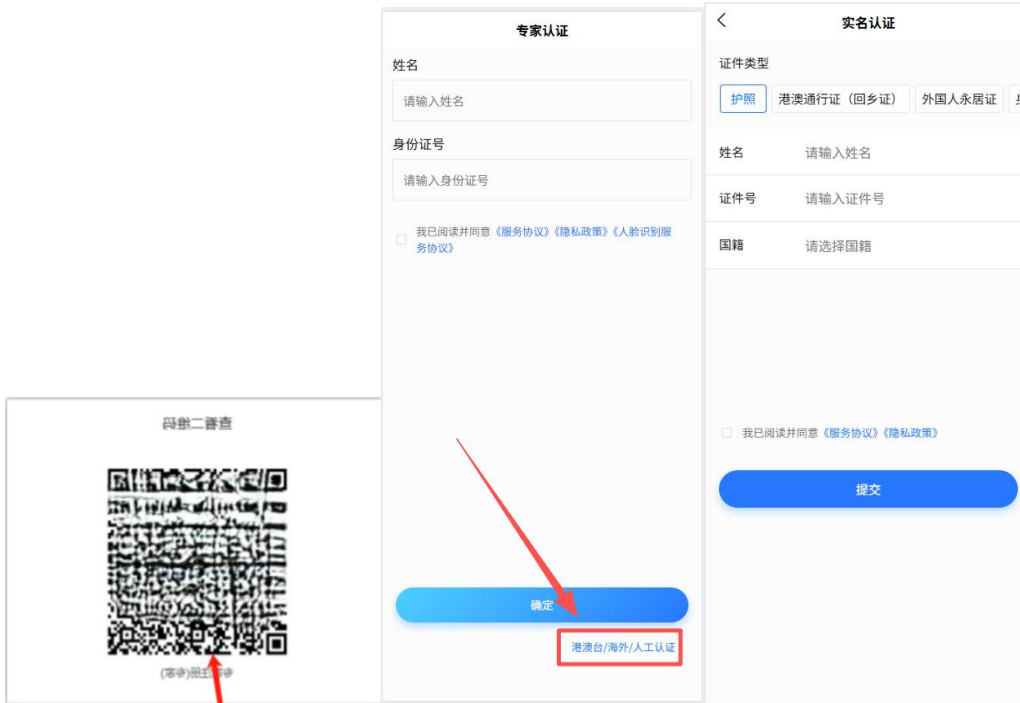 查看二维码
专家认证
姓名
请输入姓名
身份证号
请输入身份证号
我已阅读并同意《服务协议》《隐私政策》《人脸识别服
务协议》
确定
港澳台/海外/人工认证
实名认证
证件类型
护照
港澳通行证（回乡证）
外国人永居证
姓名
请输入姓名
证件号
请输入证件号
国籍
请选择国籍
我已阅读并同意《服务协议》《隐私政策》
提交